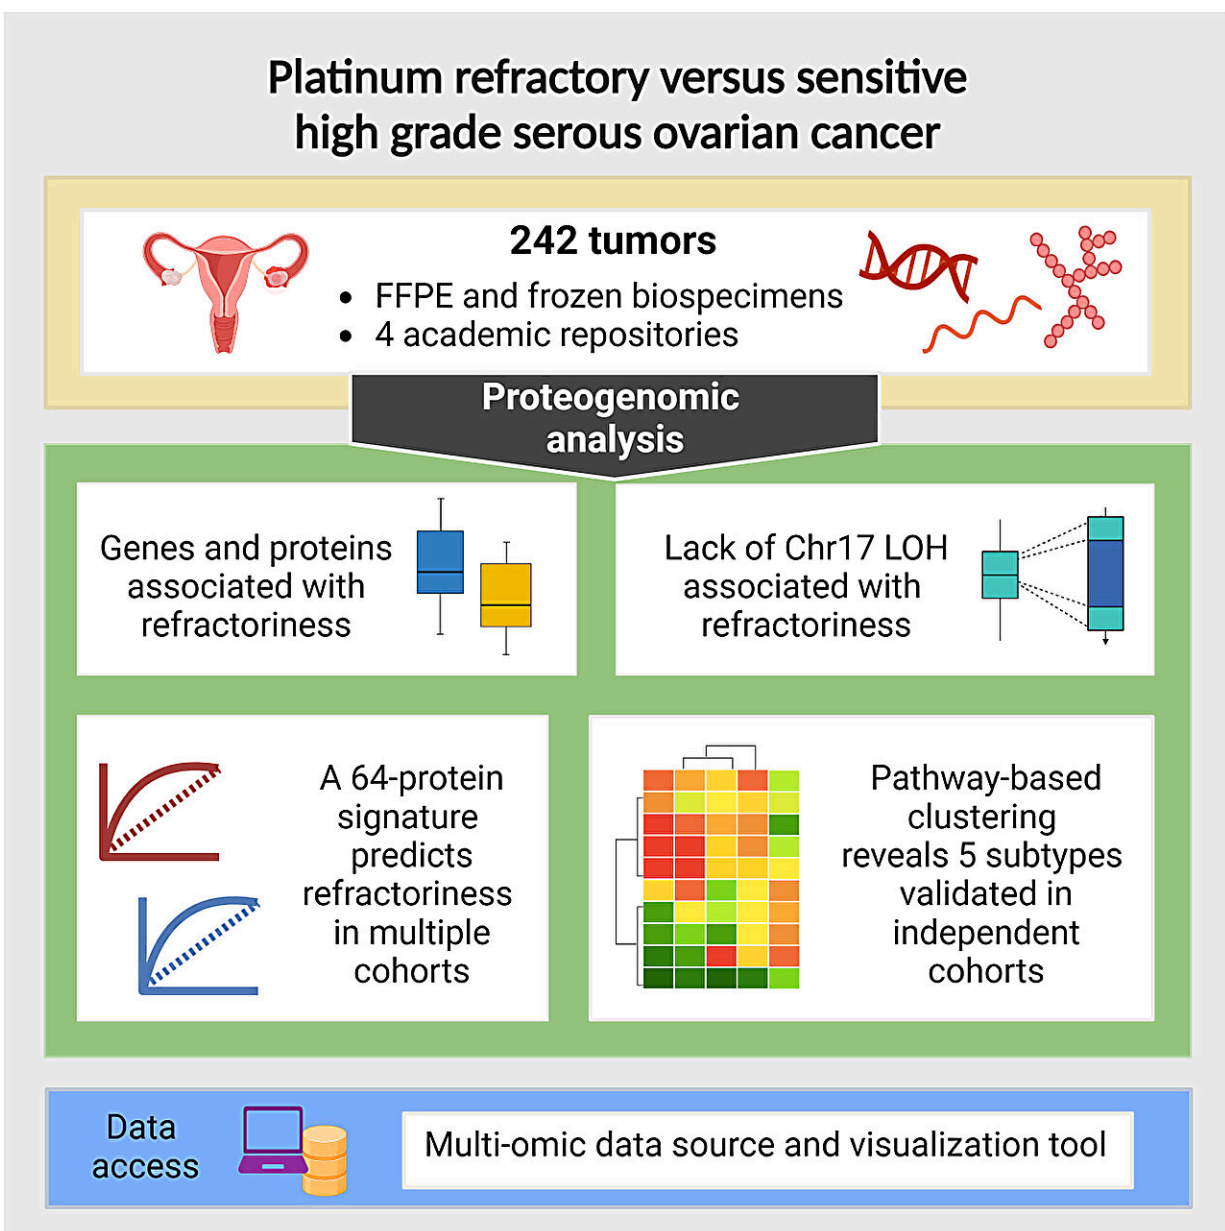 Platinum refractory versus sensitive
high grade serous ovarian cancer
242 tumors
• FFPE and frozen biospecimens
• 4 academic repositories
Proteogenomic
analysis
Genes and proteins
associated with
refractoriness
Lack of Chr17 LOH
associated with
refractoriness
A 64-protein
signature
predicts
refractoriness
in multiple
cohorts
Pathway-based
clustering
reveals 5 subtypes
validated in
independent
cohorts
Data
access
Multi-omic data source and visualization tool